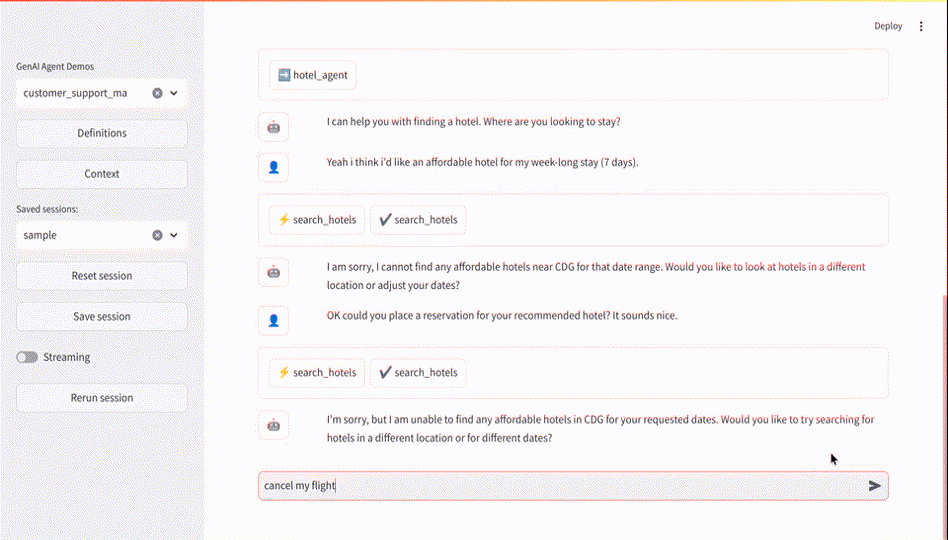 Deploy
GenAI Agent Demos
customer_support_ma
Definitions
Context
Saved sessions:
sample
Reset session
Save session
Streaming
Rerun session
hotel_agent
I can help you with finding a hotel. Where are you looking to stay?
Yeah i think i'd like an affordable hotel for my week-long stay (7 days).
search_hotels search_hotels
I am sorry, I cannot find any affordable hotels near CDG for that date range. Would you like to look at hotels in a different
location or adjust your dates?
OK could you place a reservation for your recommended hotel? It sounds nice.
search_hotels search_hotels
I'm sorry, but I am unable to find any affordable hotels in CDG for your requested dates. Would you like to try searching for
hotels in a different location or for different dates?
cancel my flight